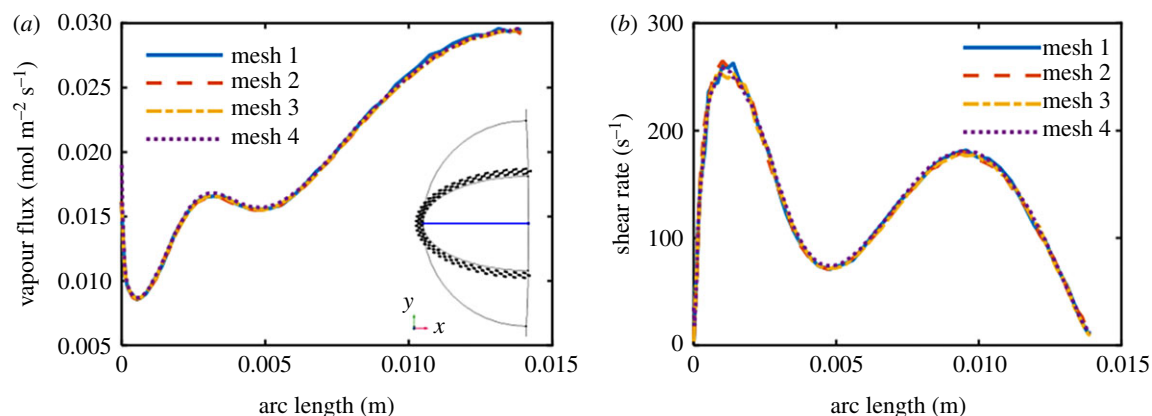 (a)
0.030
0.025
0.020
0.015
0.010
0.005
vapour flux (mol m⁻² s⁻¹)
mesh 1
mesh 2
mesh 3
mesh 4
y
x
0
0.005
0.010
0.015
arc length (m)
(b)
300
200
100
0
shear rate (s⁻¹)
mesh 1
mesh 2
mesh 3
mesh 4
0
0.005
0.010
0.015
arc length (m)